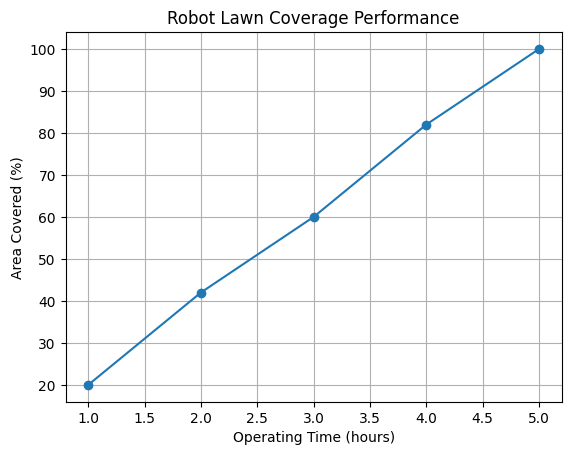 Robot Lawn Coverage Performance
100
90
80
70
60
50
40
30
20
Area Covered (%)
1.0 1.5 2.0 2.5 3.0 3.5 4.0 4.5 5.0
Operating Time (hours)